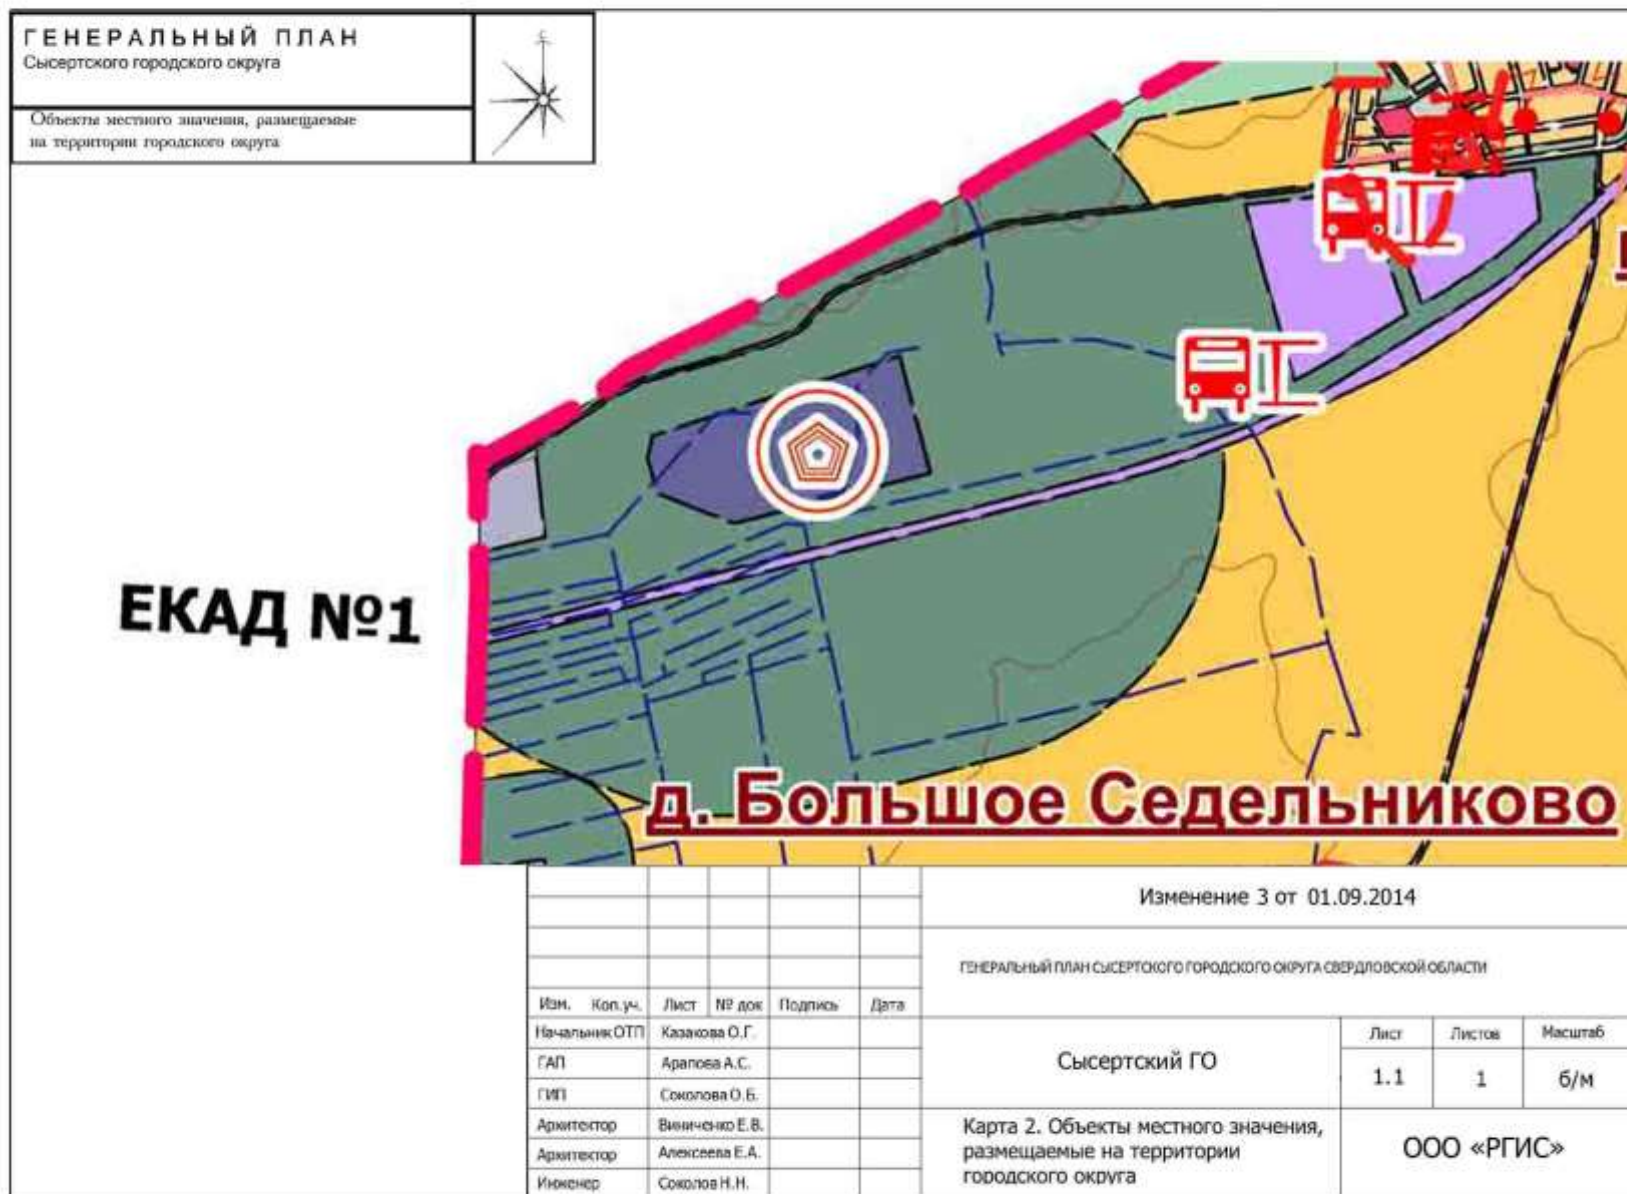 ГЕНЕРАЛЬНЫЙ ПЛАН
Сысертского городского округа
Объекты местного значения, размещаемые
на территории городского округа
С
ЕКАД №1
д. Большое Седельниково
Изменение 3 от 01.09.2014
ГЕНЕРАЛЬНЫЙ ПЛАН СЫСЕРТСКОГО ГОРОДСКОГО ОКРУГА СВЕРДЛОВСКОЙ ОБЛАСТИ
Изм. Кол.уч. Лист № док Подпись Дата
Начальник ОТП Казакова О.Г.
ГАП Арапова А.С.
ГИП Соколова О.Б.
Архитектор Виниченко Е.В.
Архитектор Алексеева Е.А.
Инженер Соколов Н.Н.
Сысертский ГО
Лист Листов Масштаб
1.1 1 б/м
Карта 2. Объекты местного значения,
размещаемые на территории
городского округа
ООО «РГИС»